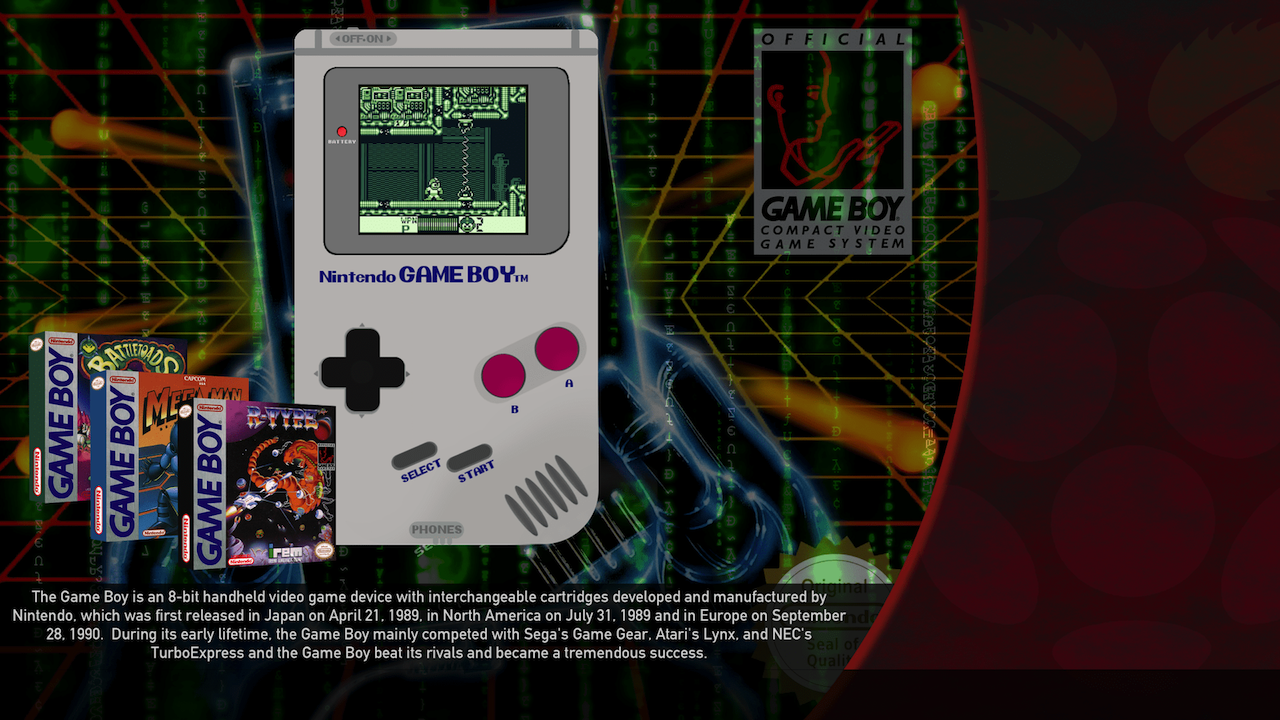 OFF-ON
OFFICIAL
GAME BOY
COMPACT VIDEO
GAME SYSTEM
BATTERY
WPN
P
Nintendo GAME BOY™
A
B
SELECT
START
PHONES
Nintendo
GAME BOY
BATTLETOADS
Nintendo
Nintendo
GAME BOY
CAPCOM
MEGA MAN
Nintendo
Nintendo
Nintendo
GAME BOY
R-TYPE
Nintendo
Nintendo
irem
Original
Seal of
Quality
The Game Boy is an 8-bit handheld video game device with interchangeable cartridges developed and manufactured by
Nintendo, which was first released in Japan on April 21, 1989, in North America on July 31, 1989 and in Europe on September
28, 1990. During its early lifetime, the Game Boy mainly competed with Sega's Game Gear, Atari's Lynx, and NEC's
TurboExpress and the Game Boy beat its rivals and became a tremendous success.